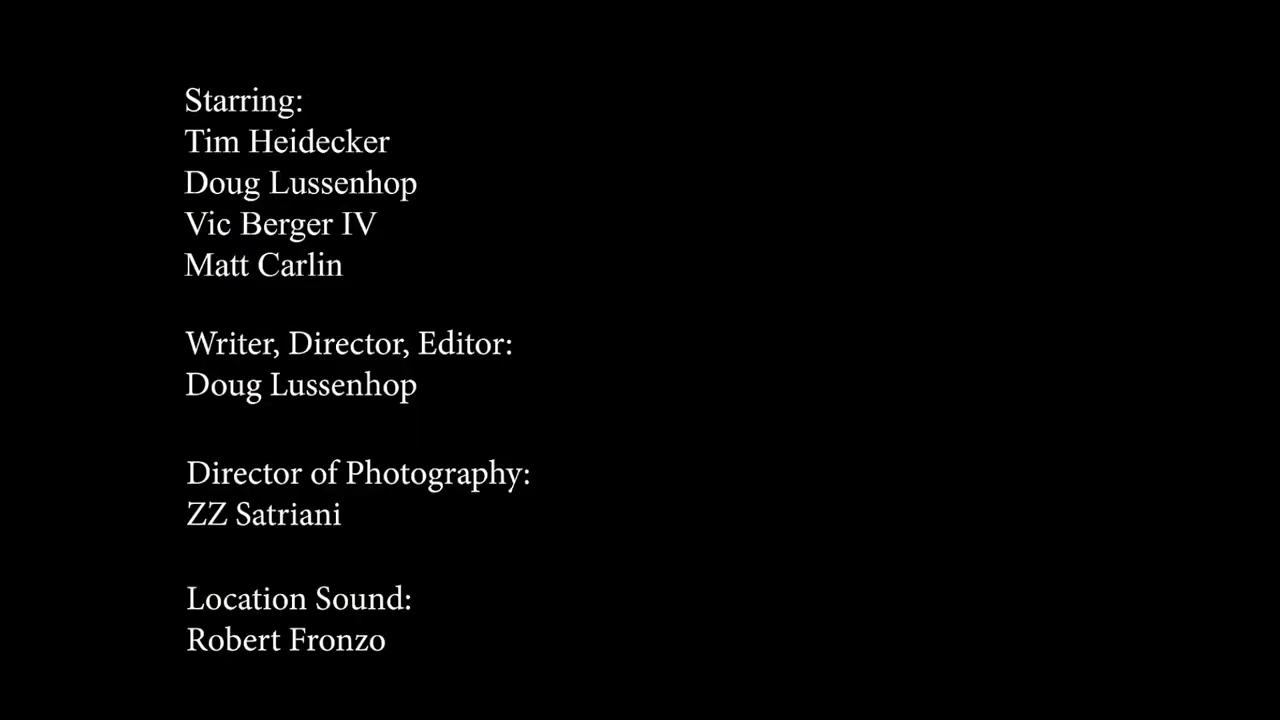 Starring:
Tim Heidecker
Doug Lussenhop
Vic Berger IV
Matt Carlin
Writer, Director, Editor:
Doug Lussenhop
Director of Photography:
ZZ Satriani
Location Sound:
Robert Fronzo